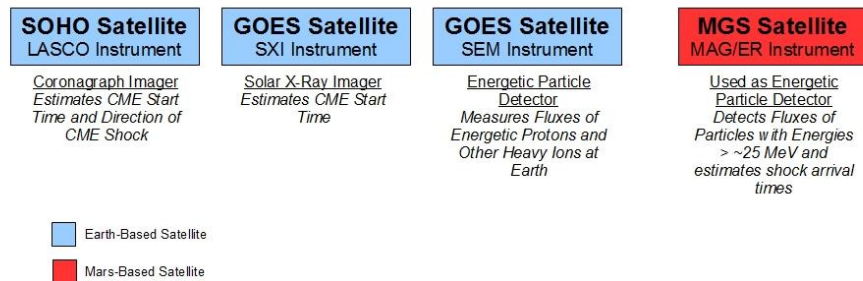 SOHO Satellite
LASCO Instrument
Coronagraph Imager
Estimates CME Start
Time and Direction of
CME Shock
GOES Satellite
SXI Instrument
Solar X-Ray Imager
Estimates CME Start
Time
GOES Satellite
SEM Instrument
Energetic Particle
Detector
Measures Fluxes of
Energetic Protons and
Other Heavy Ions at
Earth
MGS Satellite
MAG/ER Instrument
Used as Energetic
Particle Detector
Detects Fluxes of
Particles with Energies
> ~25 MeV and
estimates shock arrival
times
Earth-Based Satellite
Mars-Based Satellite